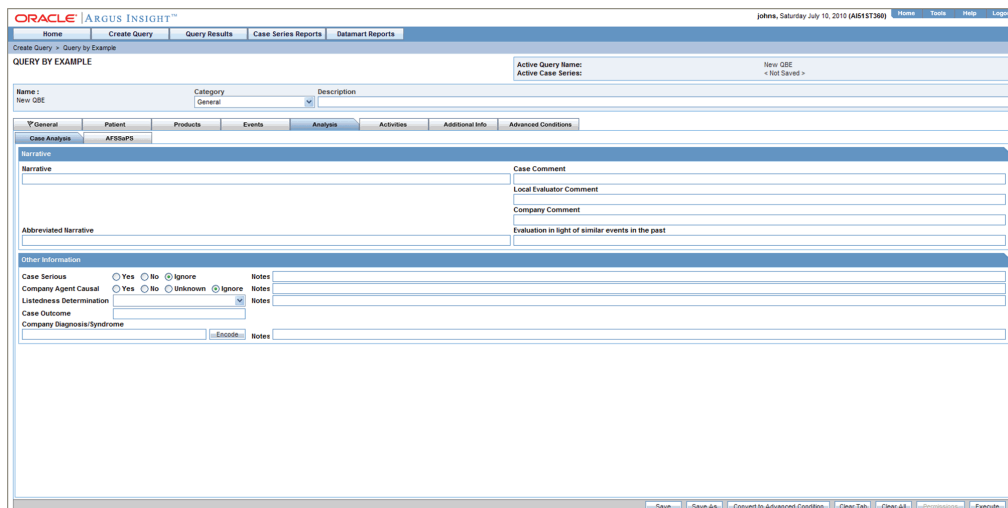 ORACLE' ARGUS INSIGHT™
johns, Saturday July 10, 2010 (AI51ST360) Home Tools Help Logou
Home Create Query Query Results Case Series Reports Datamart Reports
Create Query > Query by Example
QUERY BY EXAMPLE
Active Query Name: New QBE
Active Case Series: < Not Saved >
Name : Category Description
New QBE General
General Patient Products Events Analysis Activities Additional Info Advanced Conditions
Case Analysis AFSSaPS
Narrative
Narrative Case Comment
Local Evaluator Comment
Company Comment
Abbreviated Narrative Evaluation in light of similar events in the past
Other Information
Case Serious Yes No Ignore Notes
Company Agent Causal Yes No Unknown Ignore Notes
Listedness Determination Notes
Case Outcome
Company Diagnosis/Syndrome
Encode Notes
Save Save As Convert to Advanced Condition Clear Tab Clear All Permissions Execute